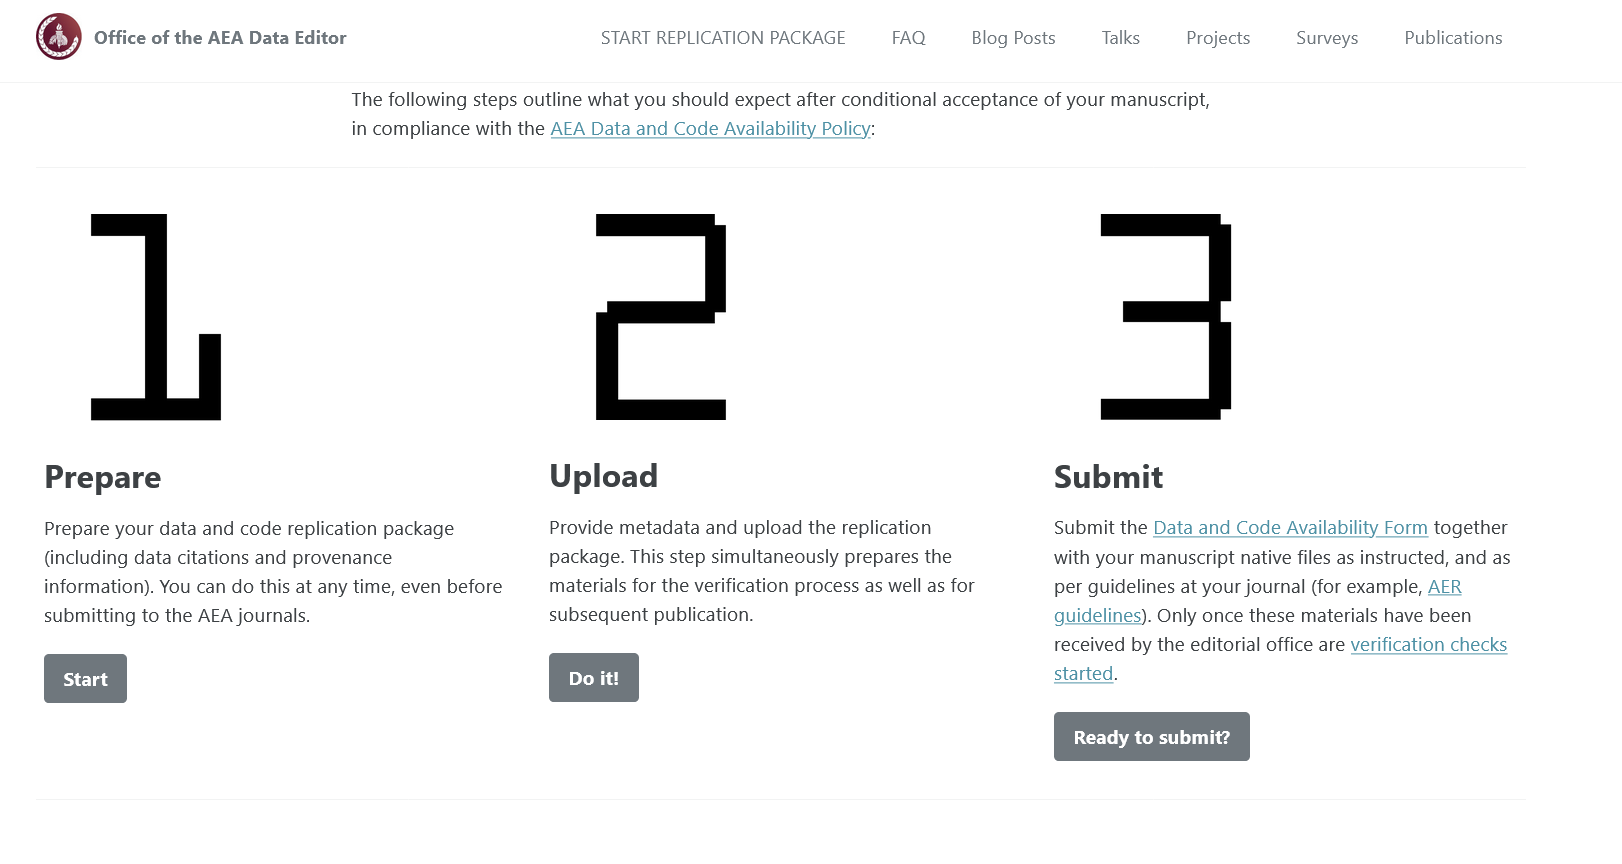 Office of the AEA Data Editor
START REPLICATION PACKAGE FAQ Blog Posts Talks Projects Surveys Publications
The following steps outline what you should expect after conditional acceptance of your manuscript,
in compliance with the AEA Data and Code Availability Policy:
1
Prepare
Prepare your data and code replication package
(including data citations and provenance
information). You can do this at any time, even before
submitting to the AEA journals.
Start
2
Upload
Provide metadata and upload the replication
package. This step simultaneously prepares the
materials for the verification process as well as for
subsequent publication.
Do it!
3
Submit
Submit the Data and Code Availability Form together
with your manuscript native files as instructed, and as
per guidelines at your journal (for example, AER
guidelines). Only once these materials have been
received by the editorial office are verification checks
started.
Ready to submit?